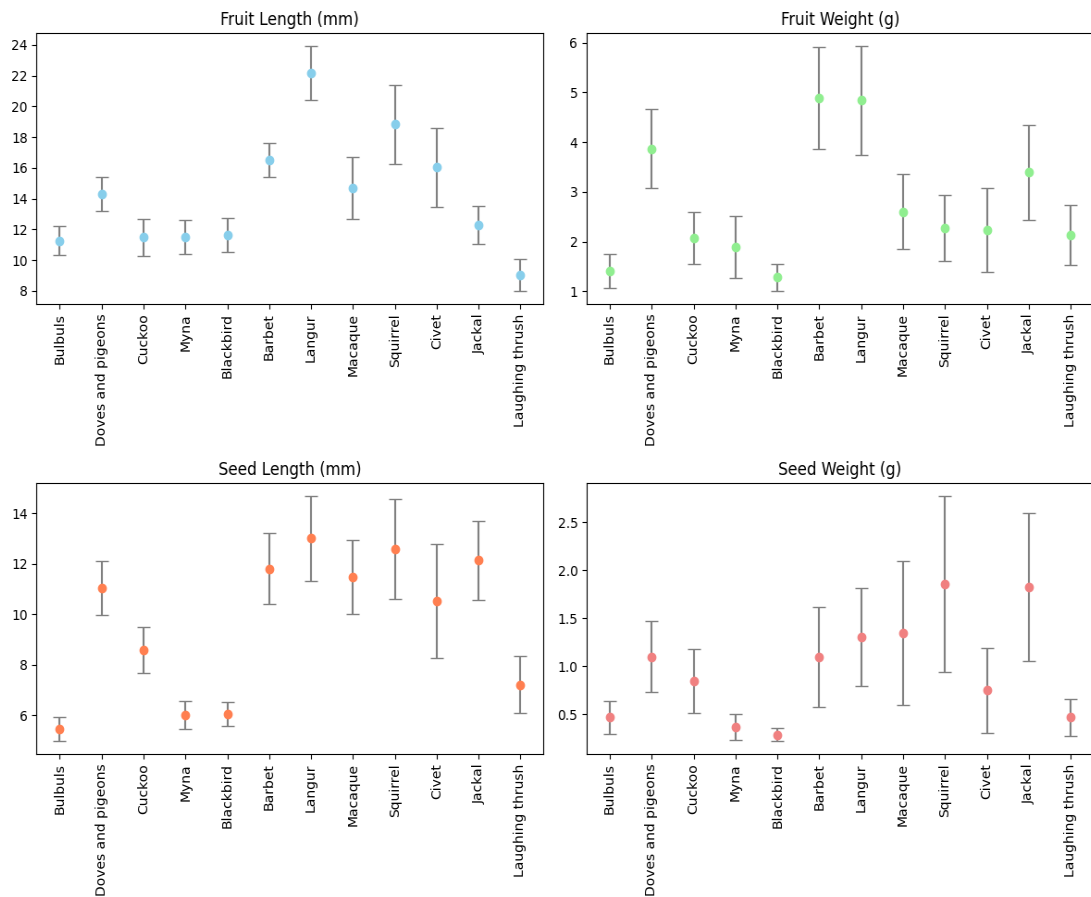 Fruit Length (mm)
24
22
20
18
16
14
12
10
8
Bulbuls
Doves and pigeons
Cuckoo
Myna
Blackbird
Barbet
Langur
Macaque
Squirrel
Civet
Jackal
Laughing thrush
Fruit Weight (g)
6
5
4
3
2
1
Bulbuls
Doves and pigeons
Cuckoo
Myna
Blackbird
Barbet
Langur
Macaque
Squirrel
Civet
Jackal
Laughing thrush
Seed Length (mm)
14
12
10
8
6
Bulbuls
Doves and pigeons
Cuckoo
Myna
Blackbird
Barbet
Langur
Macaque
Squirrel
Civet
Jackal
Laughing thrush
Seed Weight (g)
2.5
2.0
1.5
1.0
0.5
Bulbuls
Doves and pigeons
Cuckoo
Myna
Blackbird
Barbet
Langur
Macaque
Squirrel
Civet
Jackal
Laughing thrush